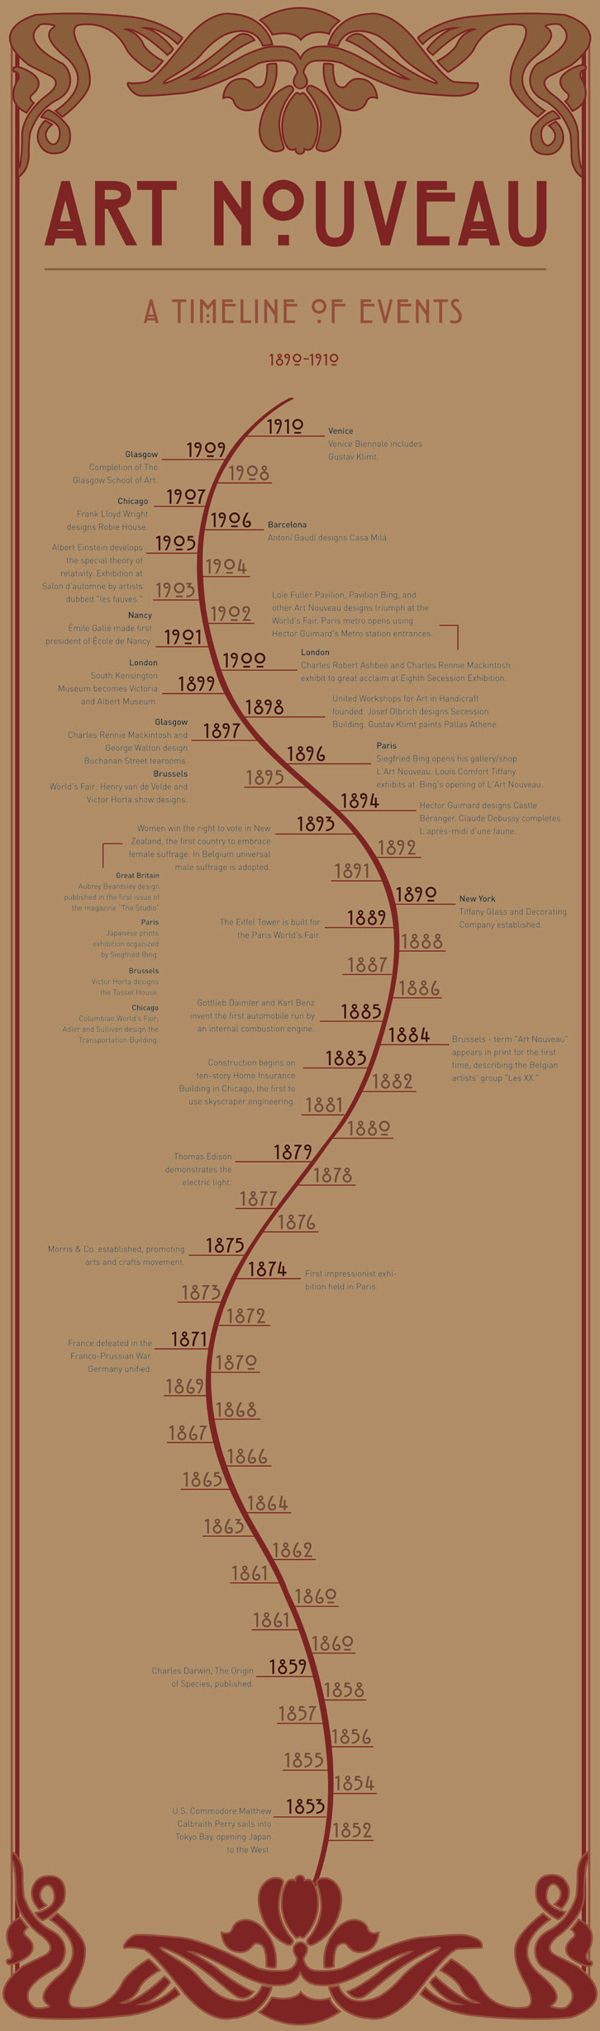 ART NOUVEAU
A TIMELINE OF EVENTS
1890-1910
1910
Venice
Venice Biennale includes
Gustav Klimt.
1909
Glasgow
Completion of The
Glasgow School of Art.
1908
1907
Chicago
Frank Lloyd Wright
designs Robie House.
1906
Barcelona
Antoni Gaudí designs Casa Milà
1905
Albert Einstein develops
the special theory of
relativity. Exhibition at
Salon d'automne by artists
dubbed "les fauves."
1904
1903
1902
Loïe Fuller Pavilion, Pavilion Bing, and
other Art Nouveau designs triumph at the
World's Fair. Paris metro opens using
Hector Guimard's Metro station entrances.
Nancy
Émile Gallé made first
president of École de Nancy.
1901
1900
London
Charles Robert Ashbee and Charles Rennie Mackintosh
exhibit to great acclaim at Eighth Secession Exhibition.
London
South Kensington
Museum becomes Victoria
and Albert Museum.
1899
1898
United Workshops for Art in Handicraft
founded. Josef Olbrich designs Secession
Building. Gustav Klimt paints Pallas Athene.
Glasgow
Charles Rennie Mackintosh and
George Walton design
Buchanan Street tearooms.
1897
Brussels
World's Fair: Henry van de Velde and
Victor Horta show designs.
1896
Paris
Siegfried Bing opens his gallery/shop
L'Art Nouveau. Louis Comfort Tiffany
exhibits at Bing's opening of L'Art Nouveau.
1895
1894
Hector Guimard designs Castle
Béranger. Claude Debussy completes
L'après-midi d'une faune.
1893
Women win the right to vote in New
Zealand, the first country to embrace
female suffrage. In Belgium universal
male suffrage is adopted.
Great Britain
Aubrey Beardsley design
published in the first issue of
the magazine "The Studio"
Paris
Japanese prints
exhibition organized
by Siegfried Bing.
Brussels
Victor Horta designs
the Tassel House.
Chicago
Columbian World's Fair;
Adler and Sullivan design the
Transportation Building.
1892
1891
1890
New York
Tiffany Glass and Decorating
Company established.
1889
The Eiffel Tower is built for
the Paris World's Fair.
1888
1887
1886
1885
Gottlieb Daimler and Karl Benz
invent the first automobile run by
an internal combustion engine.
1884
Brussels - term "Art Nouveau"
appears in print for the first
time, describing the Belgian
artists' group "Les XX."
1883
Construction begins on
ten-story Home Insurance
Building in Chicago, the first to
use skyscraper engineering.
1882
1881
1880
1879
Thomas Edison
demonstrates the
electric light.
1878
1877
1876
1875
Morris & Co. established, promoting
arts and crafts movement.
1874
First impressionist exhi-
bition held in Paris.
1873
1872
1871
France defeated in the
Franco-Prussian War.
Germany unified.
1870
1869
1868
1867
1866
1865
1864
1863
1862
1861
1860
1861
1860
1859
Charles Darwin, The Origin
of Species, published.
1858
1857
1856
1855
1854
1853
U.S. Commodore Matthew
Calbraith Perry sails into
Tokyo Bay, opening Japan
to the West.
1852